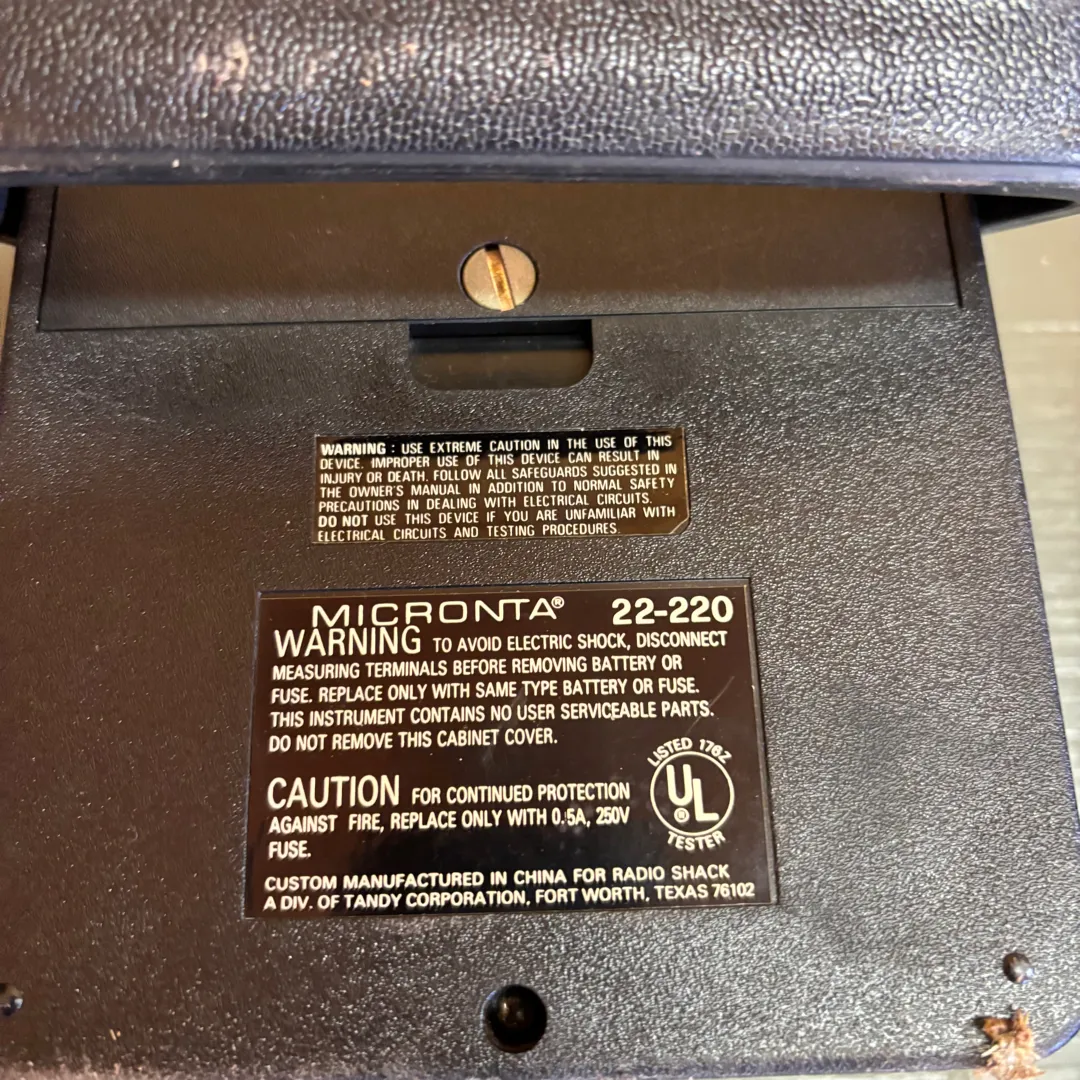 WARNING : USE EXTREME CAUTION IN THE USE OF THIS
DEVICE. IMPROPER USE OF THIS DEVICE CAN RESULT IN
INJURY OR DEATH. FOLLOW ALL SAFEGUARDS SUGGESTED IN
THE OWNER'S MANUAL IN ADDITION TO NORMAL SAFETY
PRECAUTIONS IN DEALING WITH ELECTRICAL CIRCUITS.
DO NOT USE THIS DEVICE IF YOU ARE UNFAMILIAR WITH
ELECTRICAL CIRCUITS AND TESTING PROCEDURES.
MICRONTA® 22-220
WARNING TO AVOID ELECTRIC SHOCK, DISCONNECT
MEASURING TERMINALS BEFORE REMOVING BATTERY OR
FUSE. REPLACE ONLY WITH SAME TYPE BATTERY OR FUSE.
THIS INSTRUMENT CONTAINS NO USER SERVICEABLE PARTS.
DO NOT REMOVE THIS CABINET COVER.
CAUTION FOR CONTINUED PROTECTION
AGAINST FIRE, REPLACE ONLY WITH 0.5A, 250V
FUSE.
LISTED 176Z
UL ®
TESTER
CUSTOM MANUFACTURED IN CHINA FOR RADIO SHACK
A DIV. OF TANDY CORPORATION, FORT WORTH, TEXAS 76102